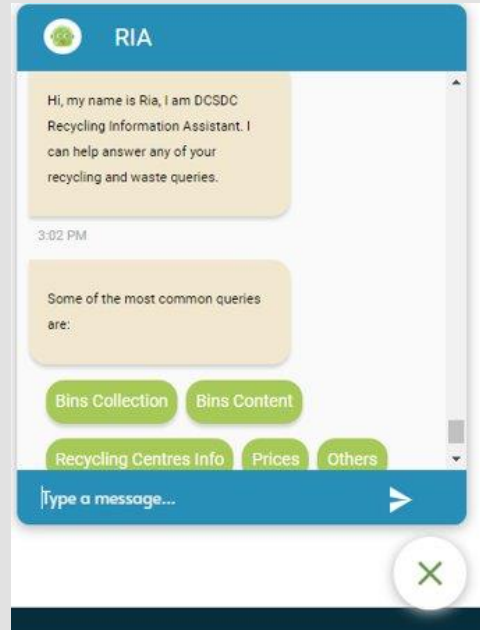 RIA
Hi, my name is Ria, I am DCSDC
Recycling Information Assistant. I
can help answer any of your
recycling and waste queries.
3:02 PM
Some of the most common queries
are:
Bins Collection Bins Content
Recycling Centres Info Prices Others
Type a message...